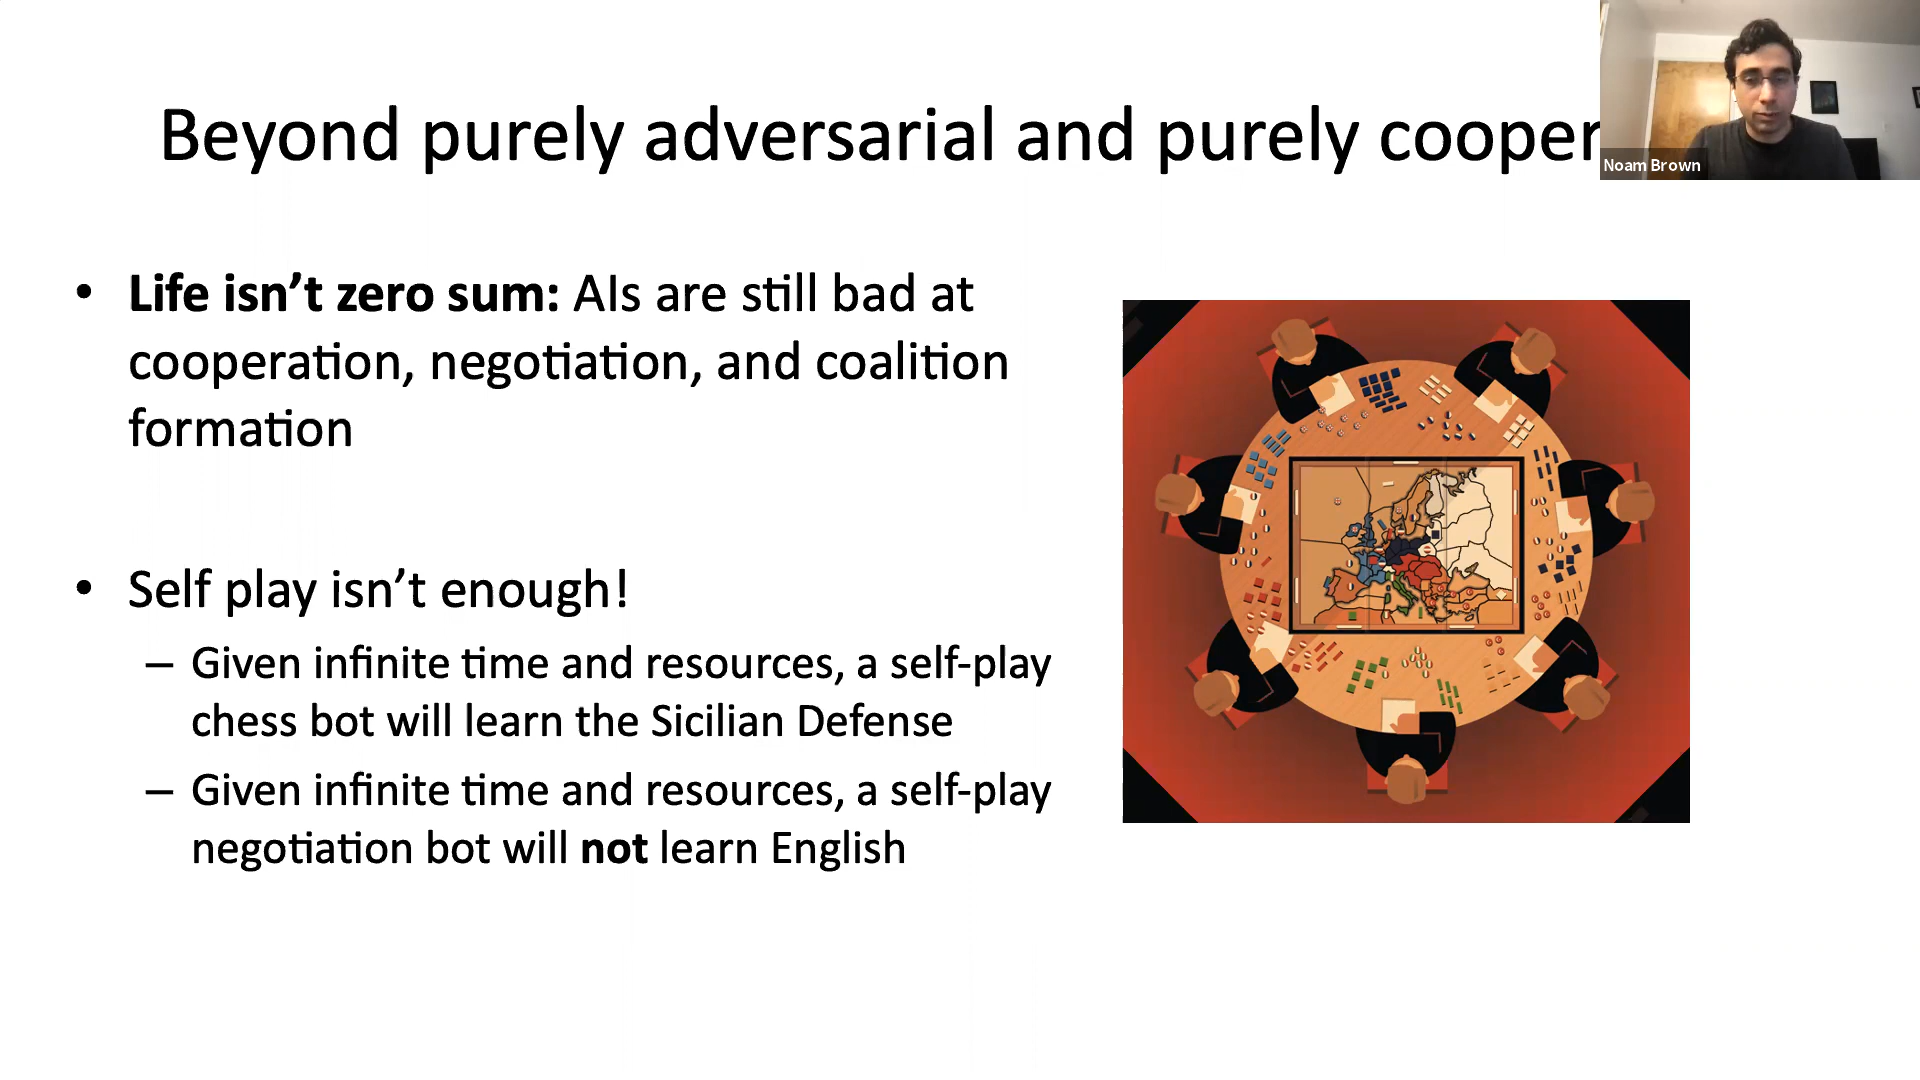 Beyond purely adversarial and purely cooper
Noam Brown
• Life isn’t zero sum: AIs are still bad at
cooperation, negotiation, and coalition
formation
• Self play isn’t enough!
– Given infinite time and resources, a self-play
chess bot will learn the Sicilian Defense
– Given infinite time and resources, a self-play
negotiation bot will not learn English